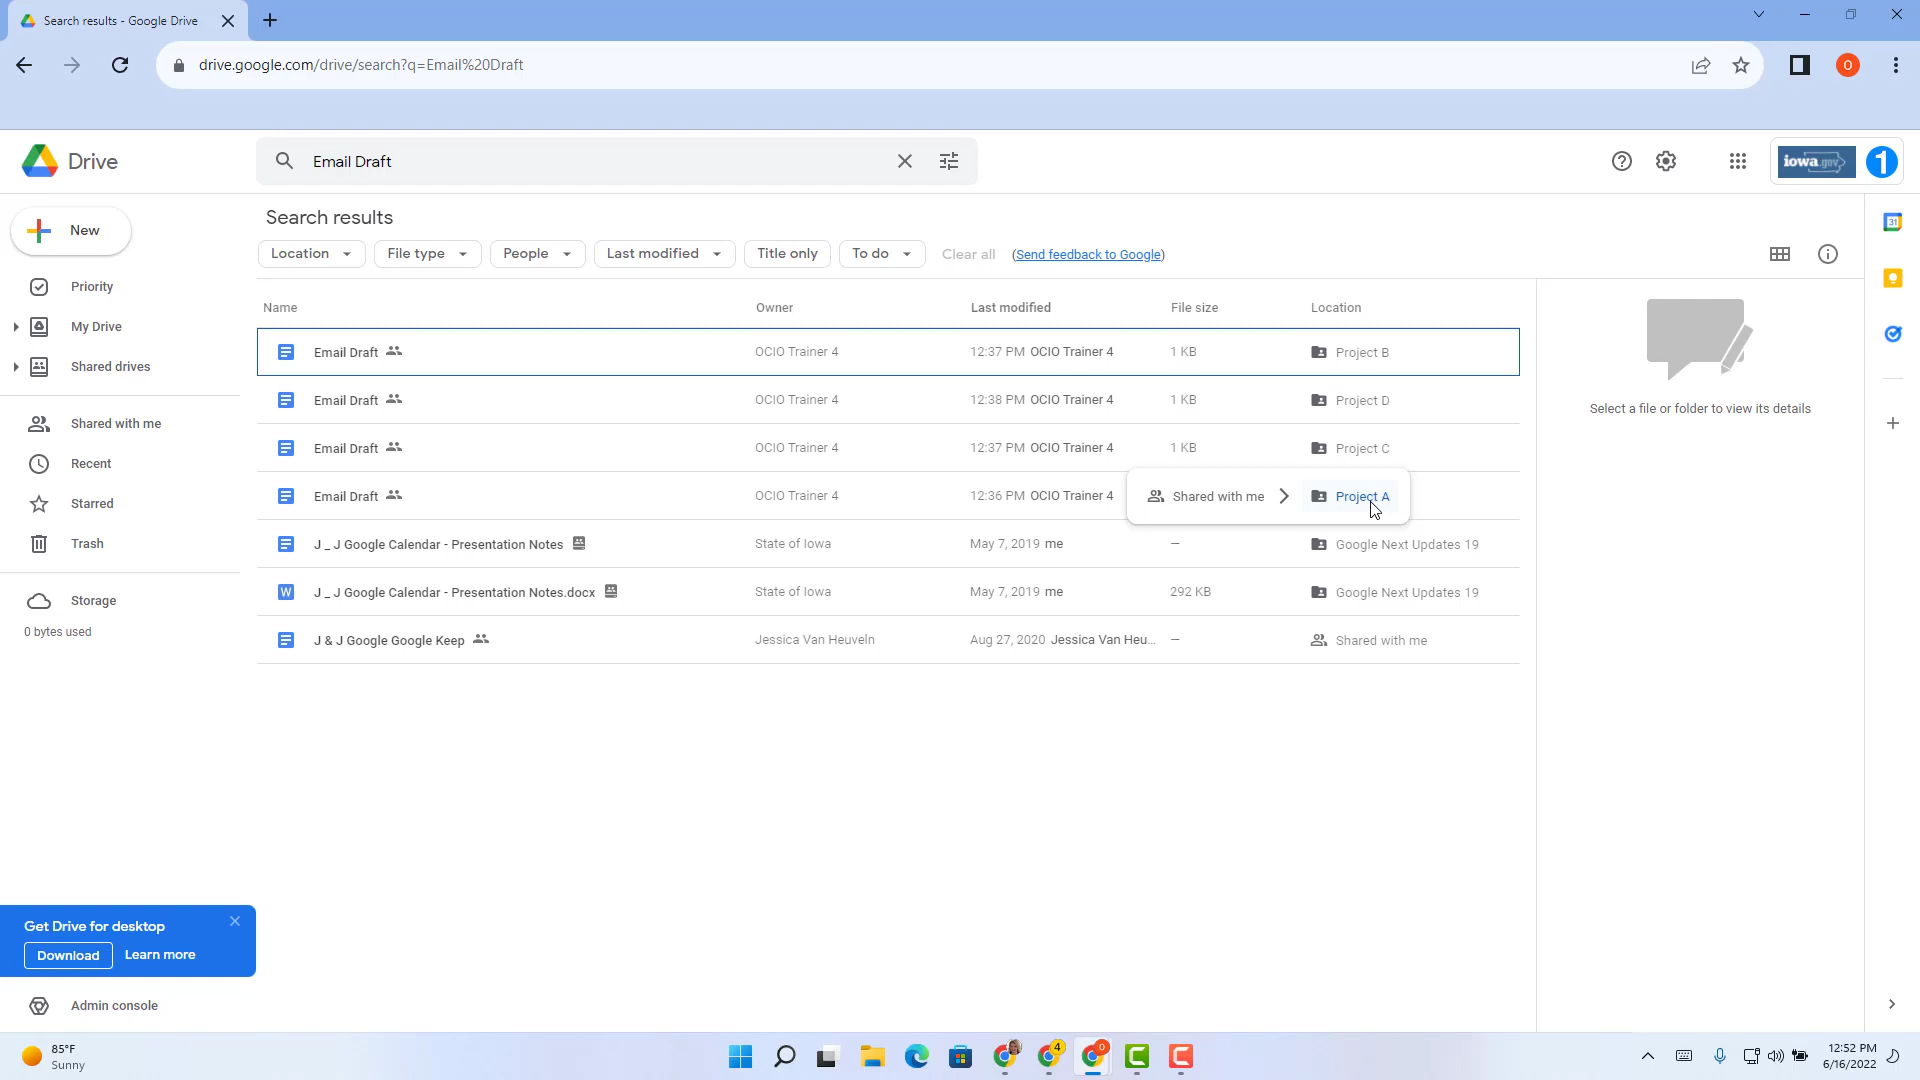 Search results - Google Drive
drive.google.com/drive/search?q=Email%20Draft
O
Drive
Email Draft
iowa.gov
1
New
Search results
Location File type People Last modified Title only To do Clear all (Send feedback to Google)
31
Priority
My Drive
Shared drives
Shared with me
Recent
Starred
Trash
Storage
0 bytes used
Name Owner Last modified File size Location
Email Draft OCIO Trainer 4 12:37 PM OCIO Trainer 4 1 KB Project B
Email Draft OCIO Trainer 4 12:38 PM OCIO Trainer 4 1 KB Project D
Email Draft OCIO Trainer 4 12:37 PM OCIO Trainer 4 1 KB Project C
Email Draft OCIO Trainer 4 12:36 PM OCIO Trainer 4 Shared with me Project A
J _ J Google Calendar - Presentation Notes State of Iowa May 7, 2019 me — Google Next Updates 19
W J _ J Google Calendar - Presentation Notes.docx State of Iowa May 7, 2019 me 292 KB Google Next Updates 19
J & J Google Google Keep Jessica Van Heuveln Aug 27, 2020 Jessica Van Heu... — Shared with me
Select a file or folder to view its details
Get Drive for desktop
Download Learn more
Admin console
85°F
Sunny
4
O
12:52 PM
6/16/2022